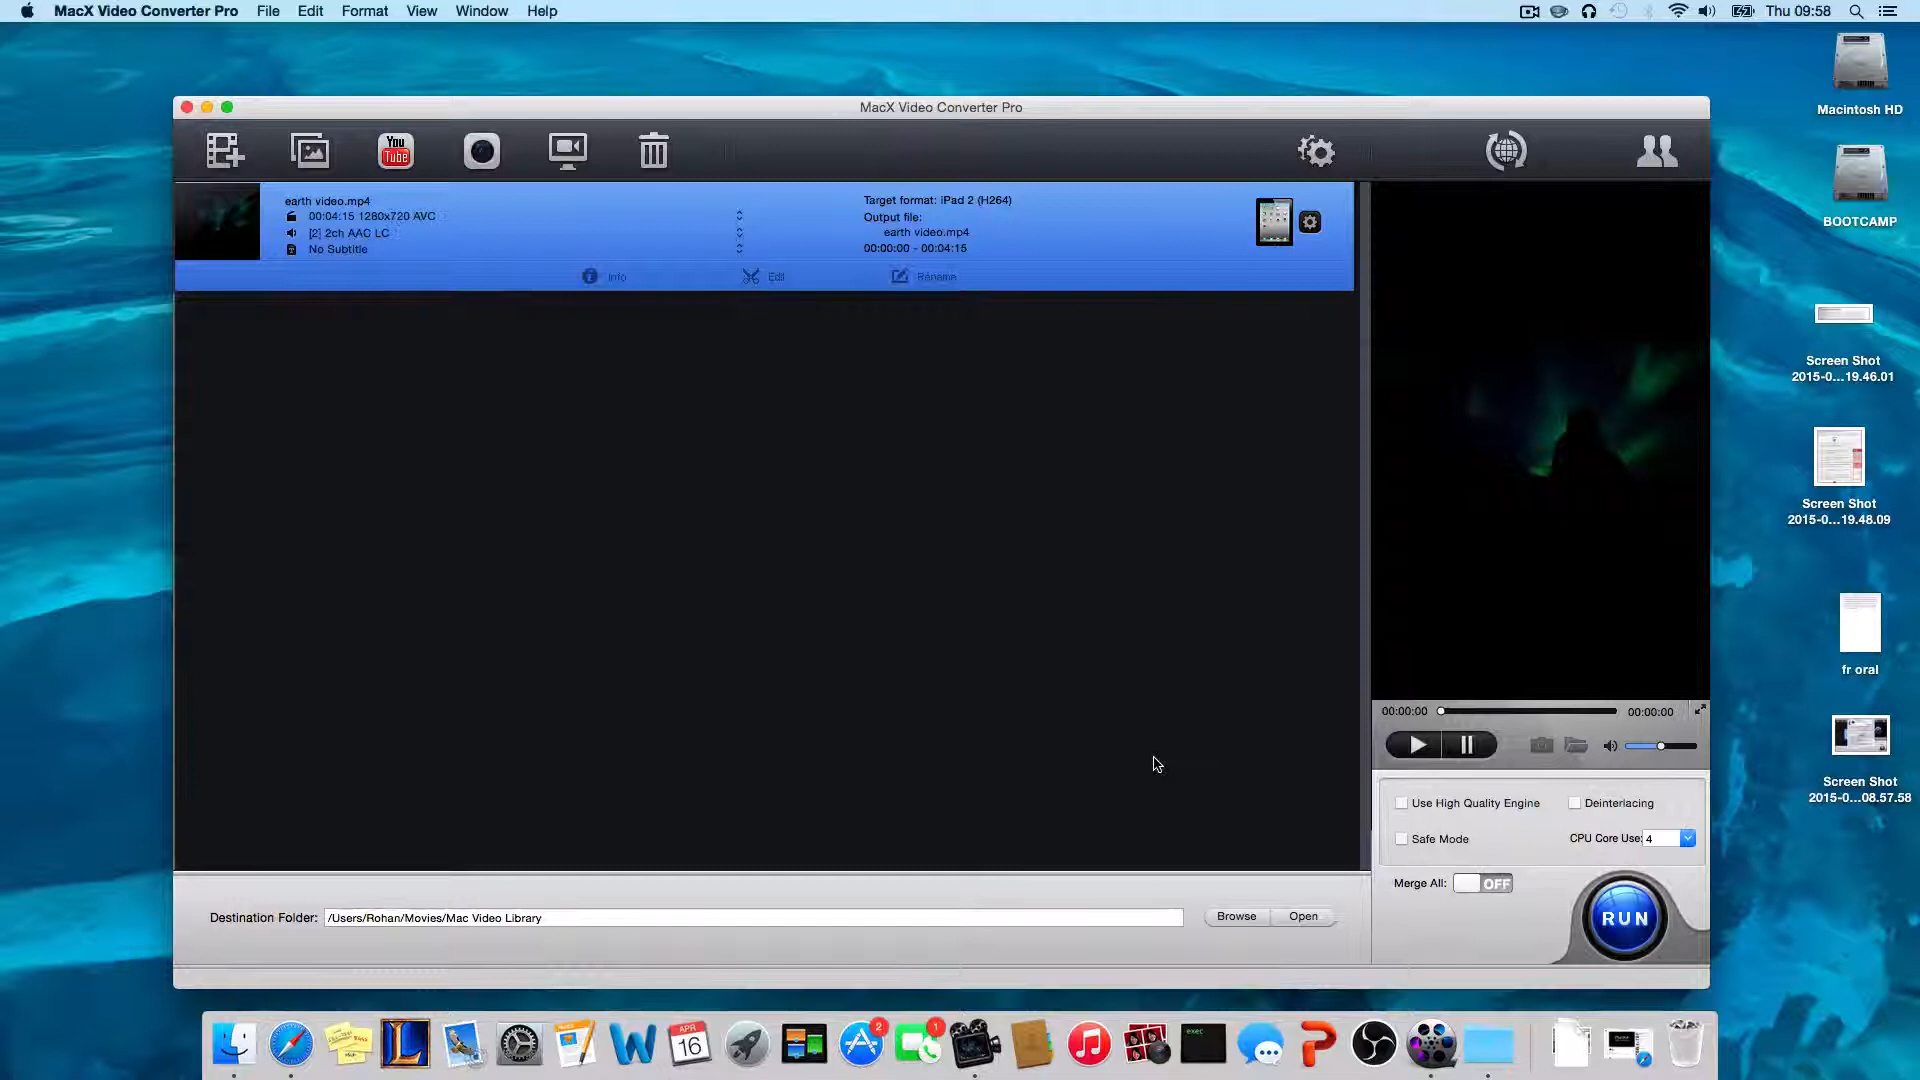 MacX Video Converter Pro File Edit Format View Window Help Thu 09:58
MacX Video Converter Pro
Macintosh HD
BOOTCAMP
You
Tube
earth video.mp4
00:04:15 1280x720 AVC
[2] 2ch AAC LC
No Subtitle
Target format: iPad 2 (H264)
Output file:
earth video.mp4
00:00:00 - 00:04:15
Info Edit Rename
Screen Shot
2015-0...19.46.01
Screen Shot
2015-0...19.48.09
fr oral
Screen Shot
2015-0...08.57.58
00:00:00 00:00:00
Use High Quality Engine Deinterlacing
Safe Mode CPU Core Use: 4
Merge All: OFF
RUN
Destination Folder: /Users/Rohan/Movies/Mac Video Library Browse Open
APR
16
2
1
exec